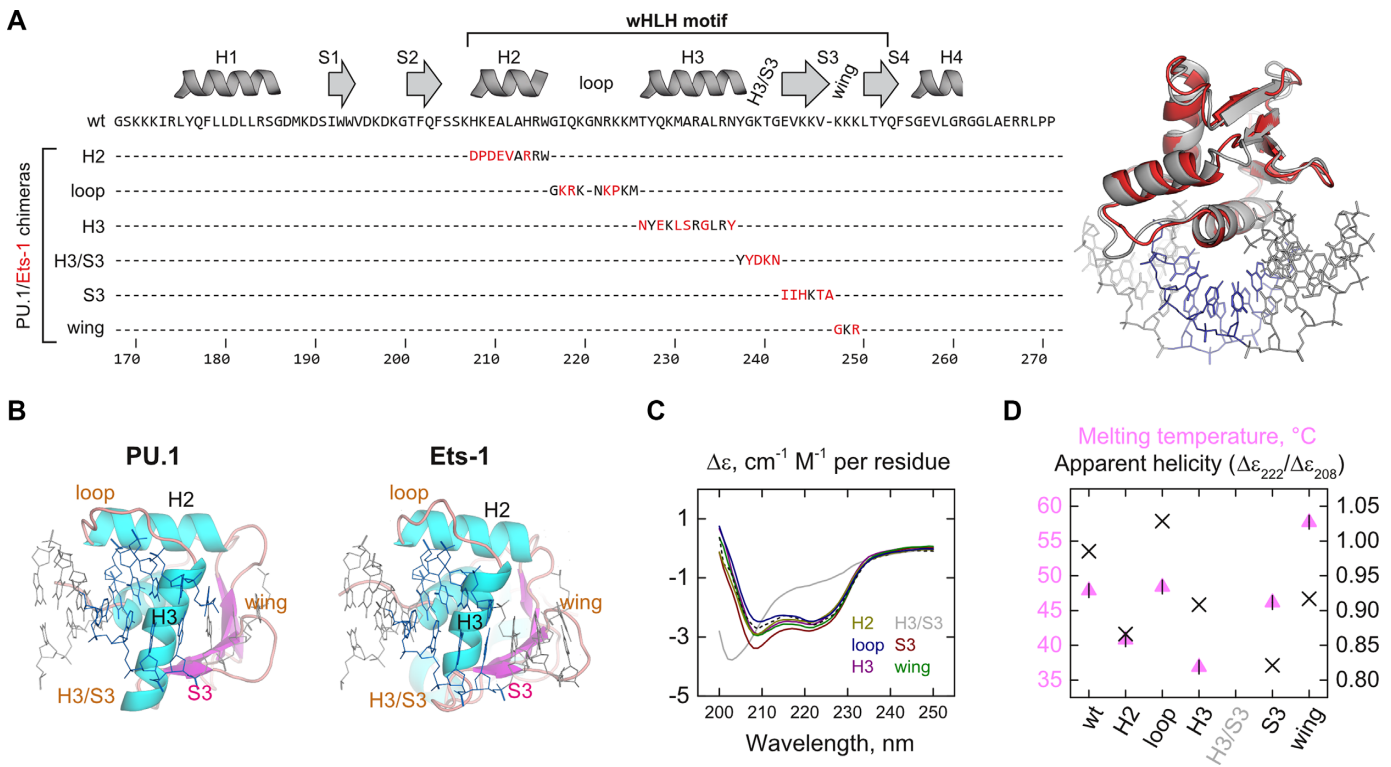 A
wHLH motif
H1 S1 S2 H2 loop H3 H3/S3 S3 wing S4 H4
wt GSKKKIRLYQFLLDLLRSGDMKDSIWWVDKDKGTFQFSSKHKEALAHRWGIQKGNRKKMTYQKMARALRNYGKTGEVKKV-KKKLTYQFSGEVLGRGGLAERRLPP
PU.1/Ets-1 chimeras
H2 DPDEVARRW
loop GKRK NKPKM
H3 NYEKLSRGLRY
H3/S3 YYDKN
S3 IIHKTA
wing GKR
170 180 190 200 210 220 230 240 250 260 270
B
PU.1
loop
H2
H3
wing
H3/S3
S3
Ets-1
loop
H2
H3
wing
H3/S3
S3
C
Δε, cm-1 M-1 per residue
1
-1
-3
-5
H2 H3/S3
loop S3
H3 wing
200 210 220 230 240 250
Wavelength, nm
D
Melting temperature, °C
Apparent helicity (Δε222/Δε208)
60 1.05
55 1.00
50 0.95
45 0.90
40 0.85
35 0.80
wt H2 loop H3 H3/S3 S3 wing